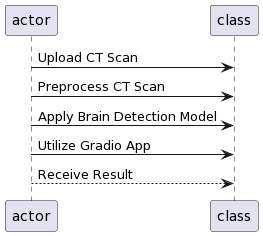 actor class
Upload CT Scan
Preprocess CT Scan
Apply Brain Detection Model
Utilize Gradio App
Receive Result
actor class